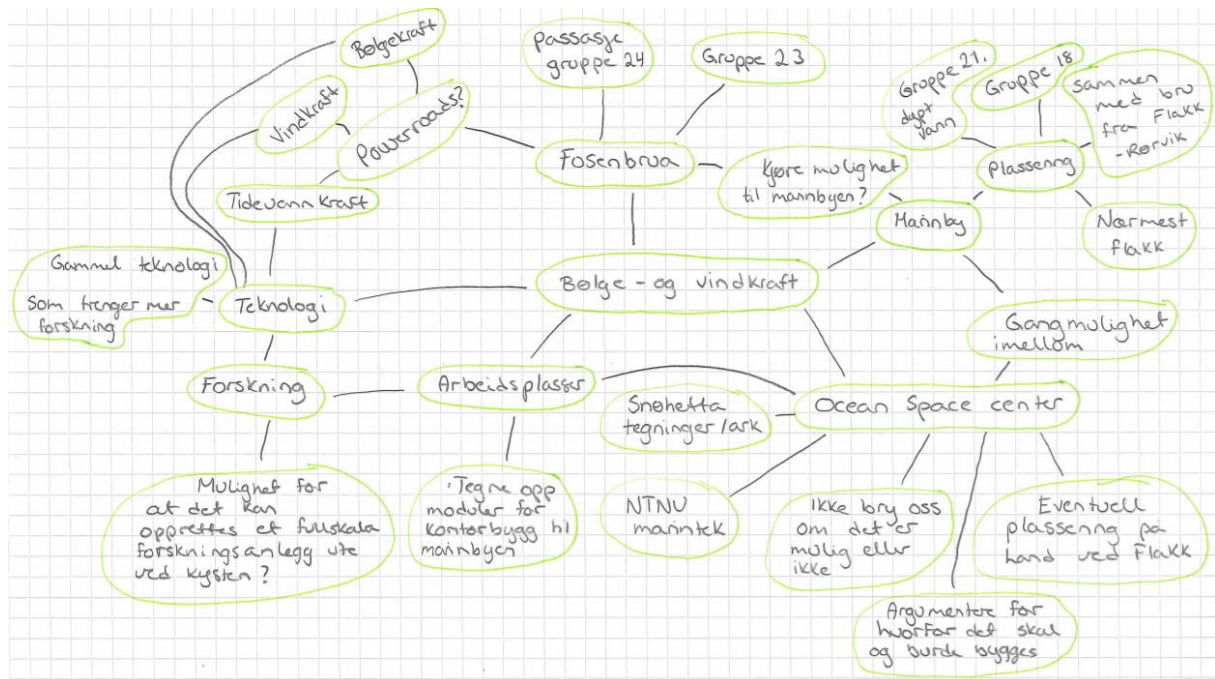 Bølgekraft
Vindkraft
Powerroads?
Tidevannkraft
passasje
gruppe 24
Gruppe 23
Fosenbrua
Kjøre mulighet
til marinbyen?
Gruppe 21.
dypt
vann
Gruppe 18
Sammen
med bru
fra Flakk
-Rørvik
Plassering
Marinby
Nærmest
flakk
Gammel teknologi
Som trenger mer
forskning
Teknologi
Bølge-og vindkraft
Gangmulighet
imellom
Forskning
Arbeidsplasser
Snøhetta
tegninger/ark
Ocean Space center
Mulighet for
at det kan
opprettes et fullskala
forskningsanlegg ute
ved kysten?
·Tegne opp
moduler for
kontorbygg til
marinbyen
NTNU
marintek
Ikke bry oss
om det er
mulig eller
ikke
Eventuell
plassering på
land ved Flakk
Argumentere for
hvorfor det skal
og burde bygges